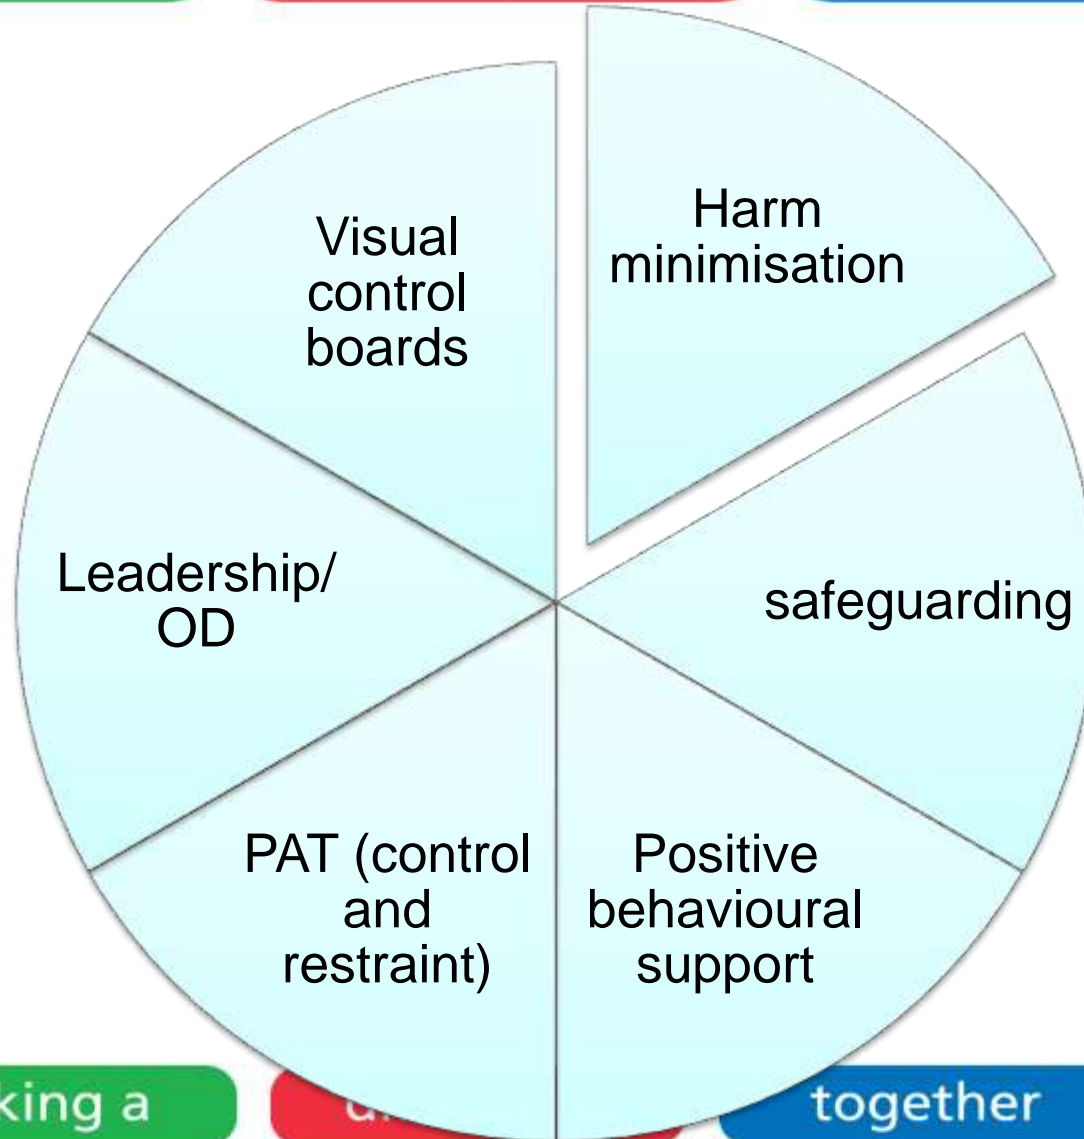 Visual
control
boards
Harm
minimisation
Leadership/
OD
safeguarding
PAT (control
and
restraint)
Positive
behavioural
support
king a
together